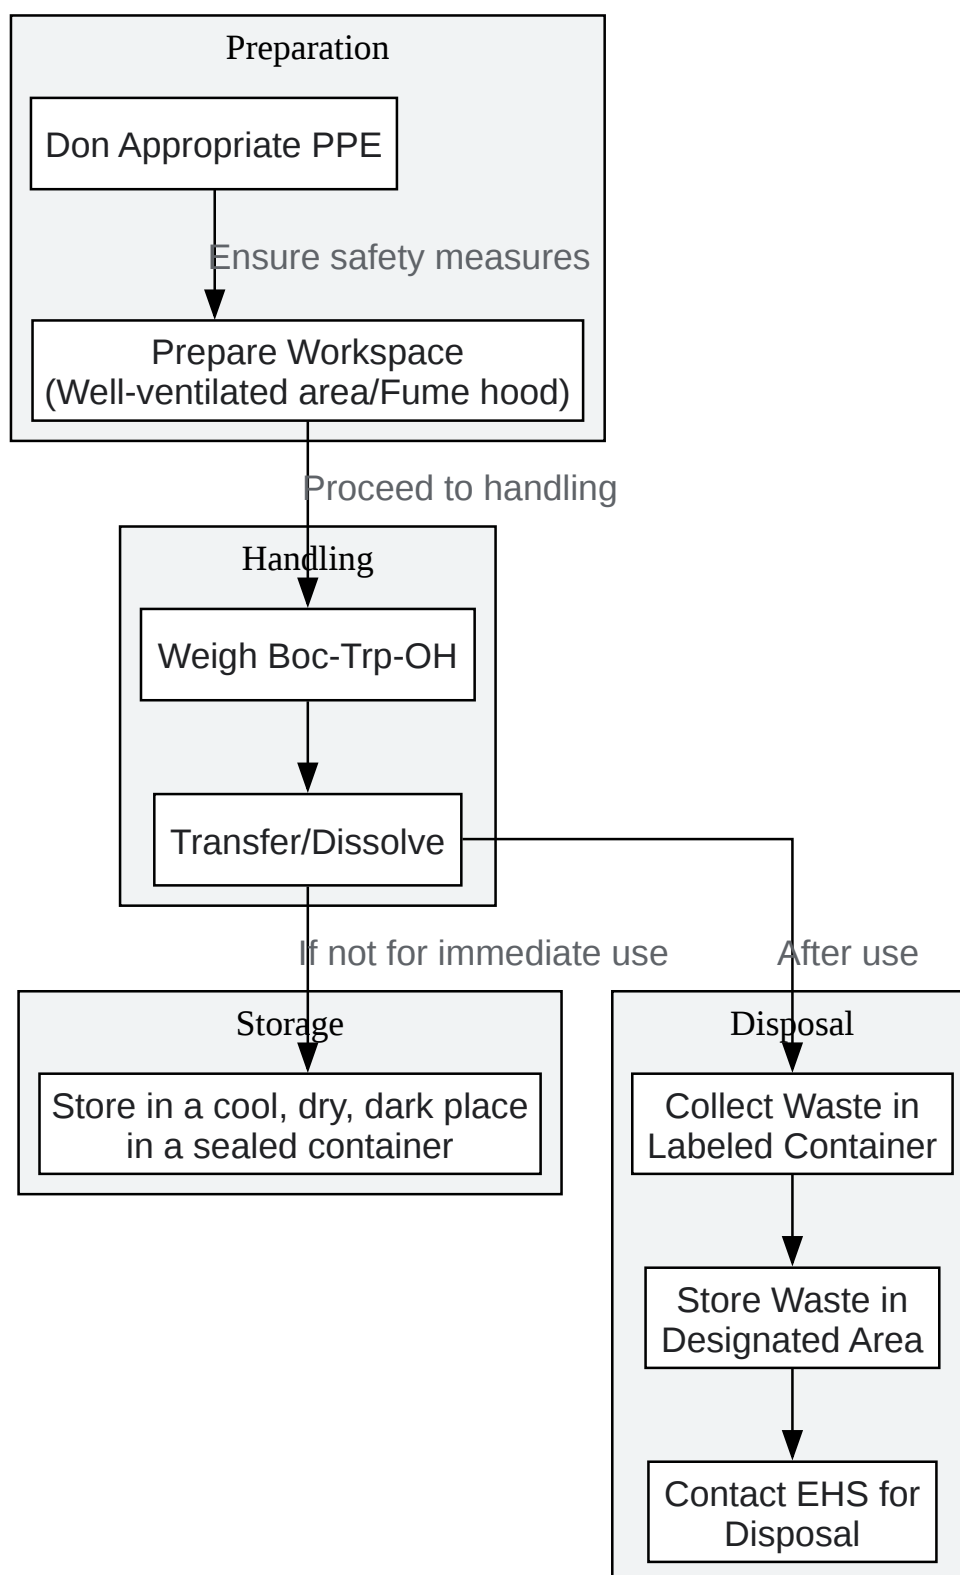 Preparation
Don Appropriate PPE
Ensure safety measures
Prepare Workspace
(Well-ventilated area/Fume hood)
Proceed to handling
Handling
Weigh Boc-Trp-OH
Transfer/Dissolve
If not for immediate use
After use
Storage
Store in a cool, dry, dark place
in a sealed container
Disposal
Collect Waste in
Labeled Container
Store Waste in
Designated Area
Contact EHS for
Disposal